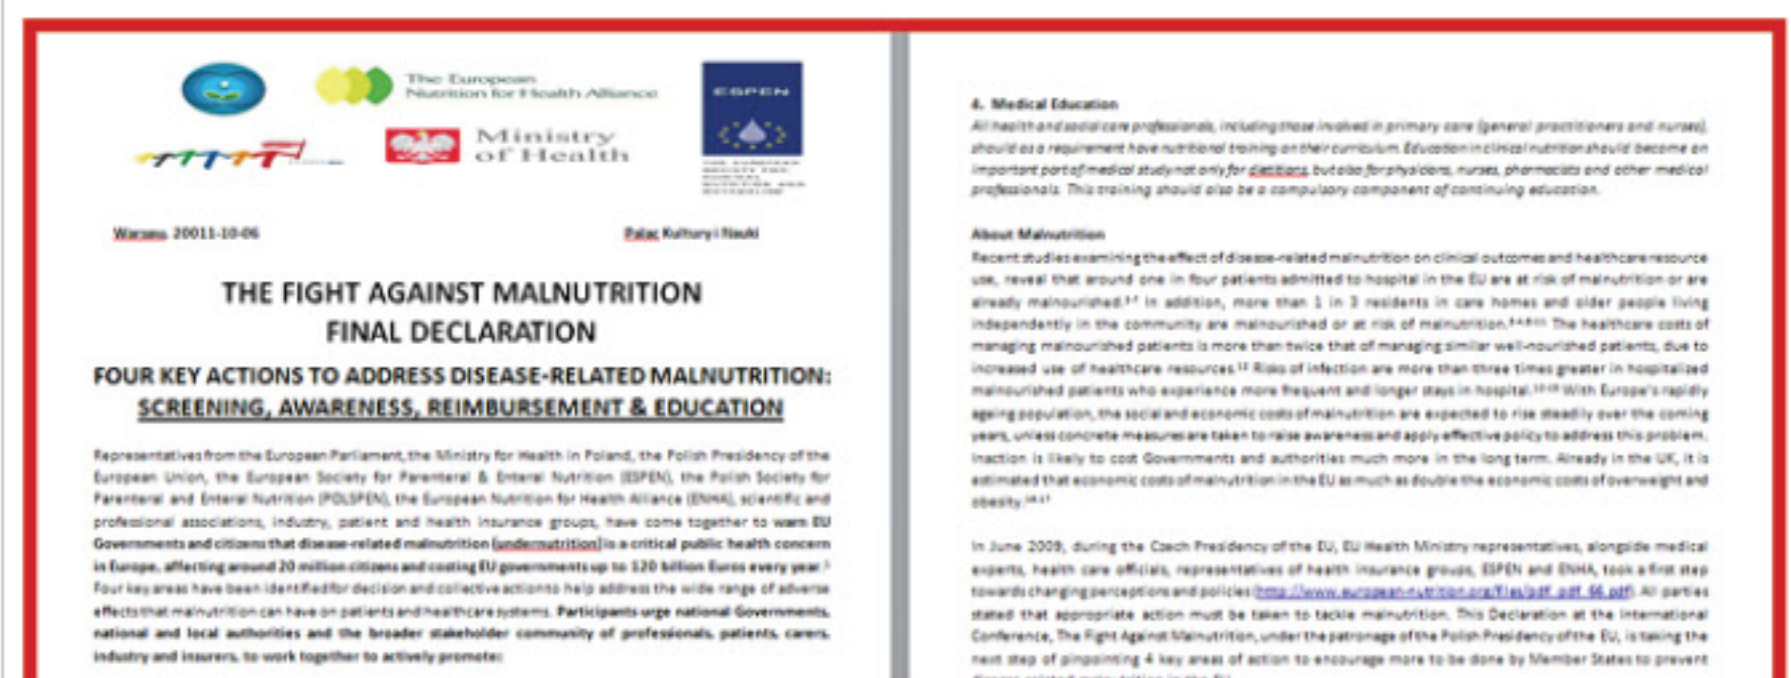 The European
Nutrition for Health Alliance
ESPEN
Ministry
of Health
Warsaw, 20011-10-06
Palac Kultury i Nauki
THE FIGHT AGAINST MALNUTRITION
FINAL DECLARATION
FOUR KEY ACTIONS TO ADDRESS DISEASE-RELATED MALNUTRITION:
SCREENING, AWARENESS, REIMBURSEMENT & EDUCATION
Representatives from the European Parliament, the Ministry for Health in Poland, the Polish Presidency of the
European Union, the European Society for Parenteral & Enteral Nutrition (ESPEN), the Polish Society for
Parenteral and Enteral Nutrition (POLSPEN), the European Nutrition for Health Alliance (ENHA), scientific and
professional associations, industry, patient and health insurance groups, have come together to warn EU
Governments and citizens that disease-related malnutrition (undernutrition) is a critical public health concern
in Europe, affecting around 20 million citizens and costing EU governments up to 120 billion Euros every year.
Four key areas have been identified for decision and collective action to help address the wide range of adverse
effects that malnutrition can have on patients and healthcare systems. Participants urge national Governments,
national and local authorities and the broader stakeholder community of professionals, patients, carers,
industry and insurers, to work together to actively promote:
4. Medical Education
All health and social care professionals, including those involved in primary care (general practitioners and nurses),
should as a requirement have nutritional training on their curriculum. Education in clinical nutrition should become an
important part of medical study not only for dietitians, but also for physicians, nurses, pharmacists and other medical
professionals. This training should also be a compulsory component of continuing education.
About Malnutrition
Recent studies examining the effect of disease-related malnutrition on clinical outcomes and healthcare resource
use, reveal that around one in four patients admitted to hospital in the EU are at risk of malnutrition or are
already malnourished. In addition, more than 1 in 3 residents in care homes and older people living
independently in the community are malnourished or at risk of malnutrition. The healthcare costs of
managing malnourished patients is more than twice that of managing similar well-nourished patients, due to
increased use of healthcare resources. Risks of infection are more than three times greater in hospitalized
malnourished patients who experience more frequent and longer stays in hospital. With Europe's rapidly
ageing population, the social and economic costs of malnutrition are expected to rise steadily over the coming
years, unless concrete measures are taken to raise awareness and apply effective policy to address this problem.
Inaction is likely to cost Governments and authorities much more in the long term. Already in the UK, it is
estimated that economic costs of malnutrition in the EU as much as double the economic costs of overweight and
obesity.
In June 2009, during the Czech Presidency of the EU, EU Health Ministry representatives, alongside medical
experts, health care officials, representatives of health insurance groups, ESPEN and ENHA, took a first step
towards changing perceptions and policies (http://www.european-nutrition.org/files/pdf_pdf_66.pdf). All parties
stated that appropriate action must be taken to tackle malnutrition. This Declaration at the International
Conference, The Fight Against Malnutrition, under the patronage of the Polish Presidency of the EU, is taking the
next step of pinpointing 4 key areas of action to encourage more to be done by Member States to prevent